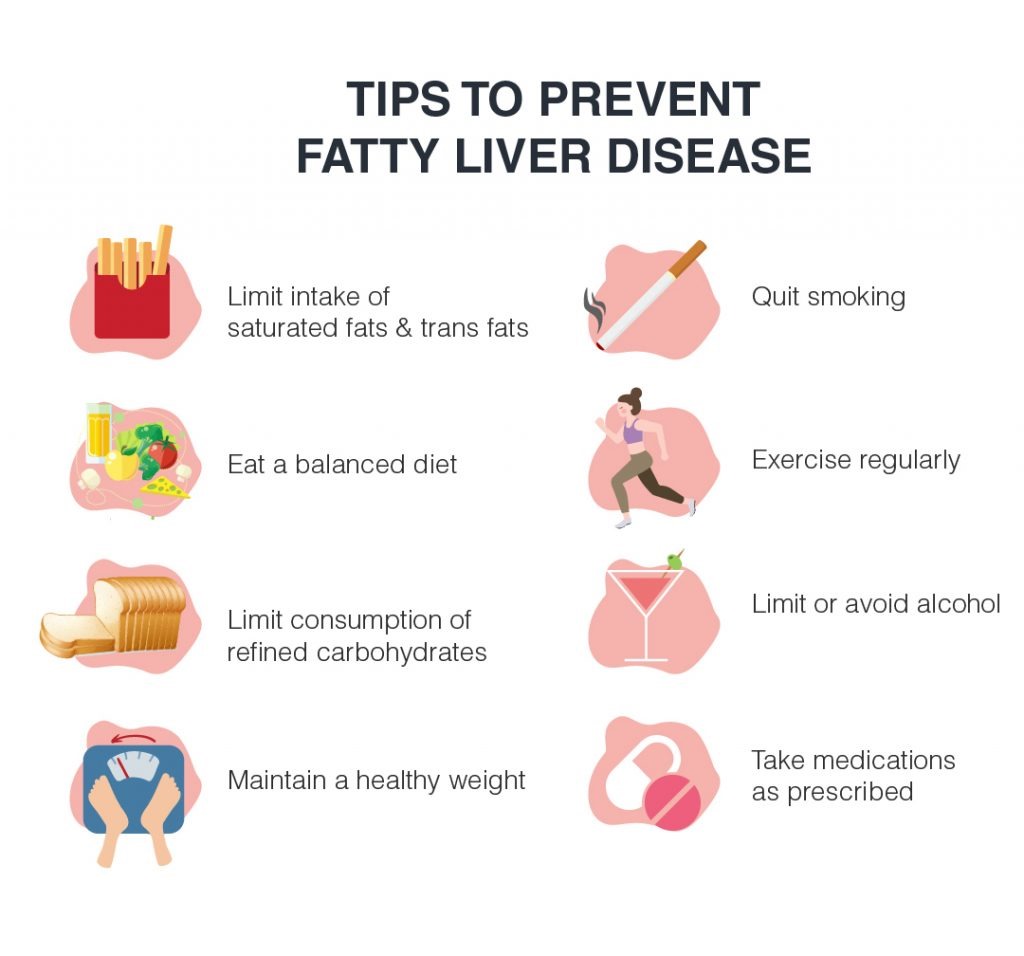 TIPS TO PREVENT
FATTY LIVER DISEASE
Limit intake of
saturated fats & trans fats
Quit smoking
Eat a balanced diet
Exercise regularly
Limit consumption of
refined carbohydrates
Limit or avoid alcohol
Maintain a healthy weight
Take medications
as prescribed